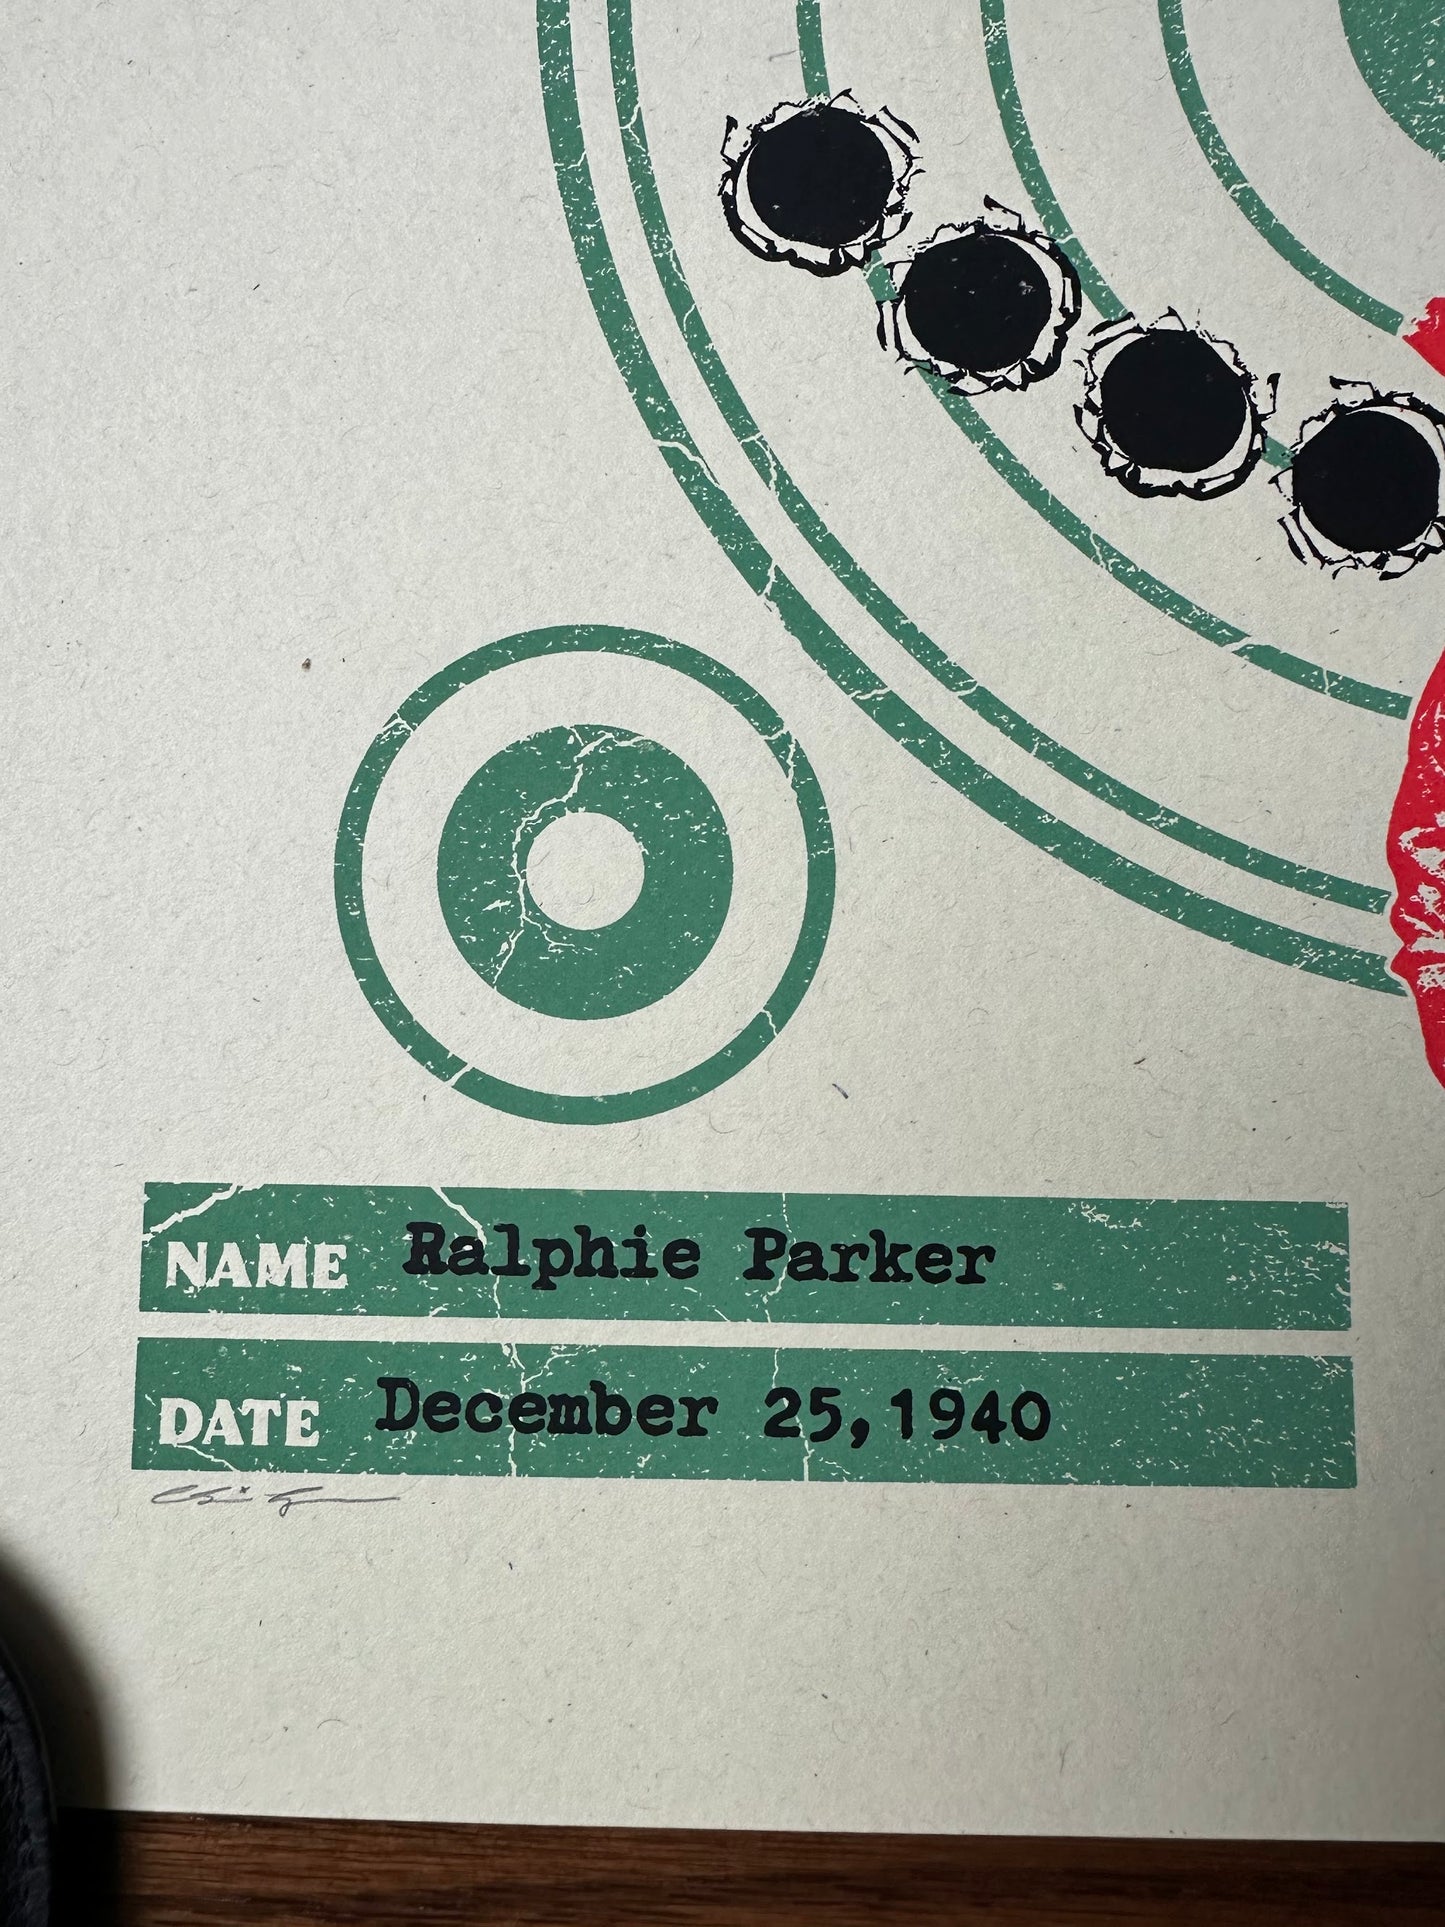 NAME Ralphie Parker
DATE December 25,1940